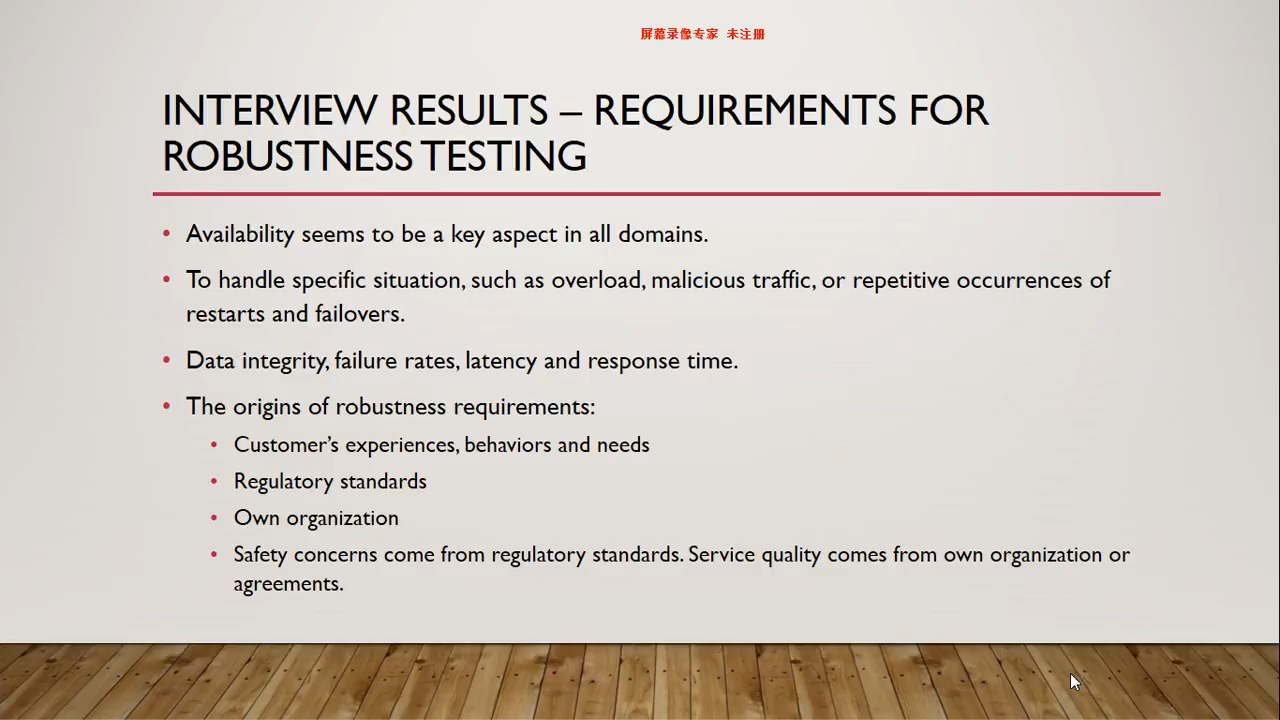 屏幕录像专家 未注册
INTERVIEW RESULTS – REQUIREMENTS FOR
ROBUSTNESS TESTING
• Availability seems to be a key aspect in all domains.
• To handle specific situation, such as overload, malicious traffic, or repetitive occurrences of
restarts and failovers.
• Data integrity, failure rates, latency and response time.
• The origins of robustness requirements:
• Customer’s experiences, behaviors and needs
• Regulatory standards
• Own organization
• Safety concerns come from regulatory standards. Service quality comes from own organization or
agreements.